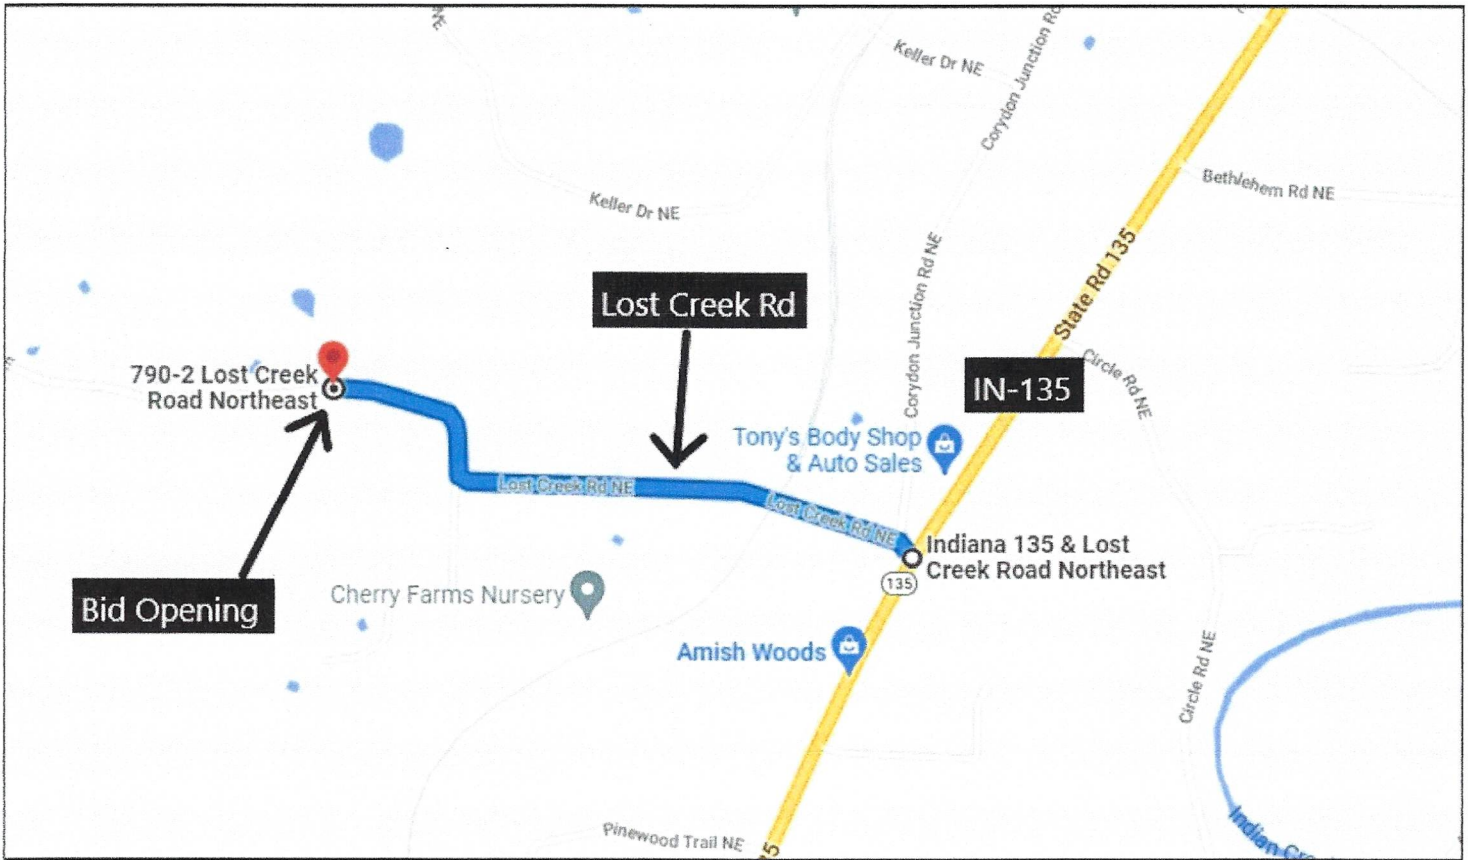 Keller Dr NE
Corydon Junction Rd
Bethlehem Rd NE
Keller Dr NE
State Rd 135
Corydon Junction Rd NE
Lost Creek Rd
790-2 Lost Creek
Road Northeast
IN-135
Circle Rd NE
Tony's Body Shop
& Auto Sales
Lost Creek Rd NE
Lost Creek Rd NE
Indiana 135 & Lost
Creek Road Northeast
135
Cherry Farms Nursery
Bid Opening
Amish Woods
Circle Rd NE
Pinewood Trail NE
Indian